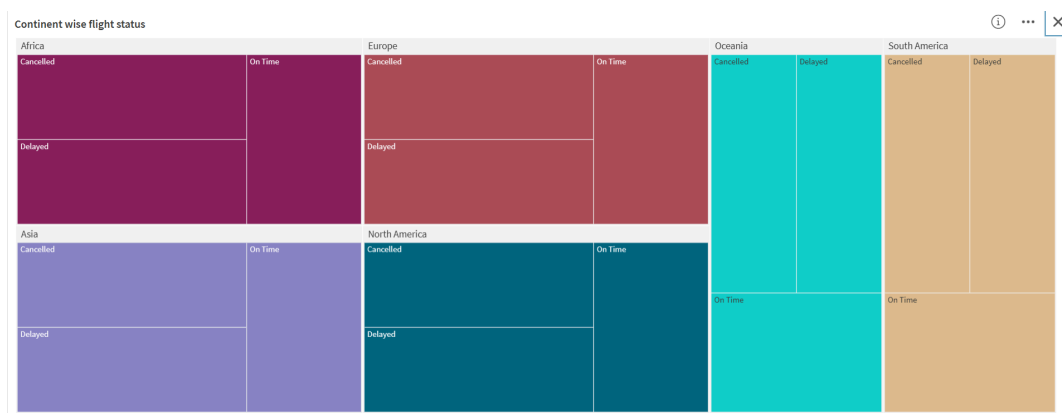 Continent wise flight status
Africa
Cancelled
On Time
Delayed
Europe
Cancelled
On Time
Delayed
Asia
Cancelled
On Time
Delayed
North America
Cancelled
On Time
Delayed
Oceania
Cancelled
Delayed
On Time
South America
Cancelled
Delayed
On Time